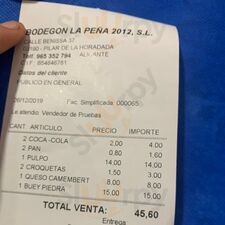 BODEGON LA PEÑA 2012, S.L.
CALLE BENISSA 37
03190 - PILAR DE LA HORADADA
Telf. 965 352 794 ALICANTE
C.I.F. B54646761
Datos del cliente
PUBLICO EN GENERAL
26/12/2019 Fac. Simplificada: 000065
Le atendio: Vendedor de Pruebas
CANT. ARTICULO PRECIO IMPORTE
2 COCA-COLA 2,00 4,00
2 PAN 0,80 1,60
1 PULPO 14,00 14,00
2 CROQUETAS 1,50 3,00
1 QUESO CAMEMBERT 8,00 8,00
1 BUEY PIEDRA 15,00 15,00
TOTAL VENTA: 45,60
Entrega